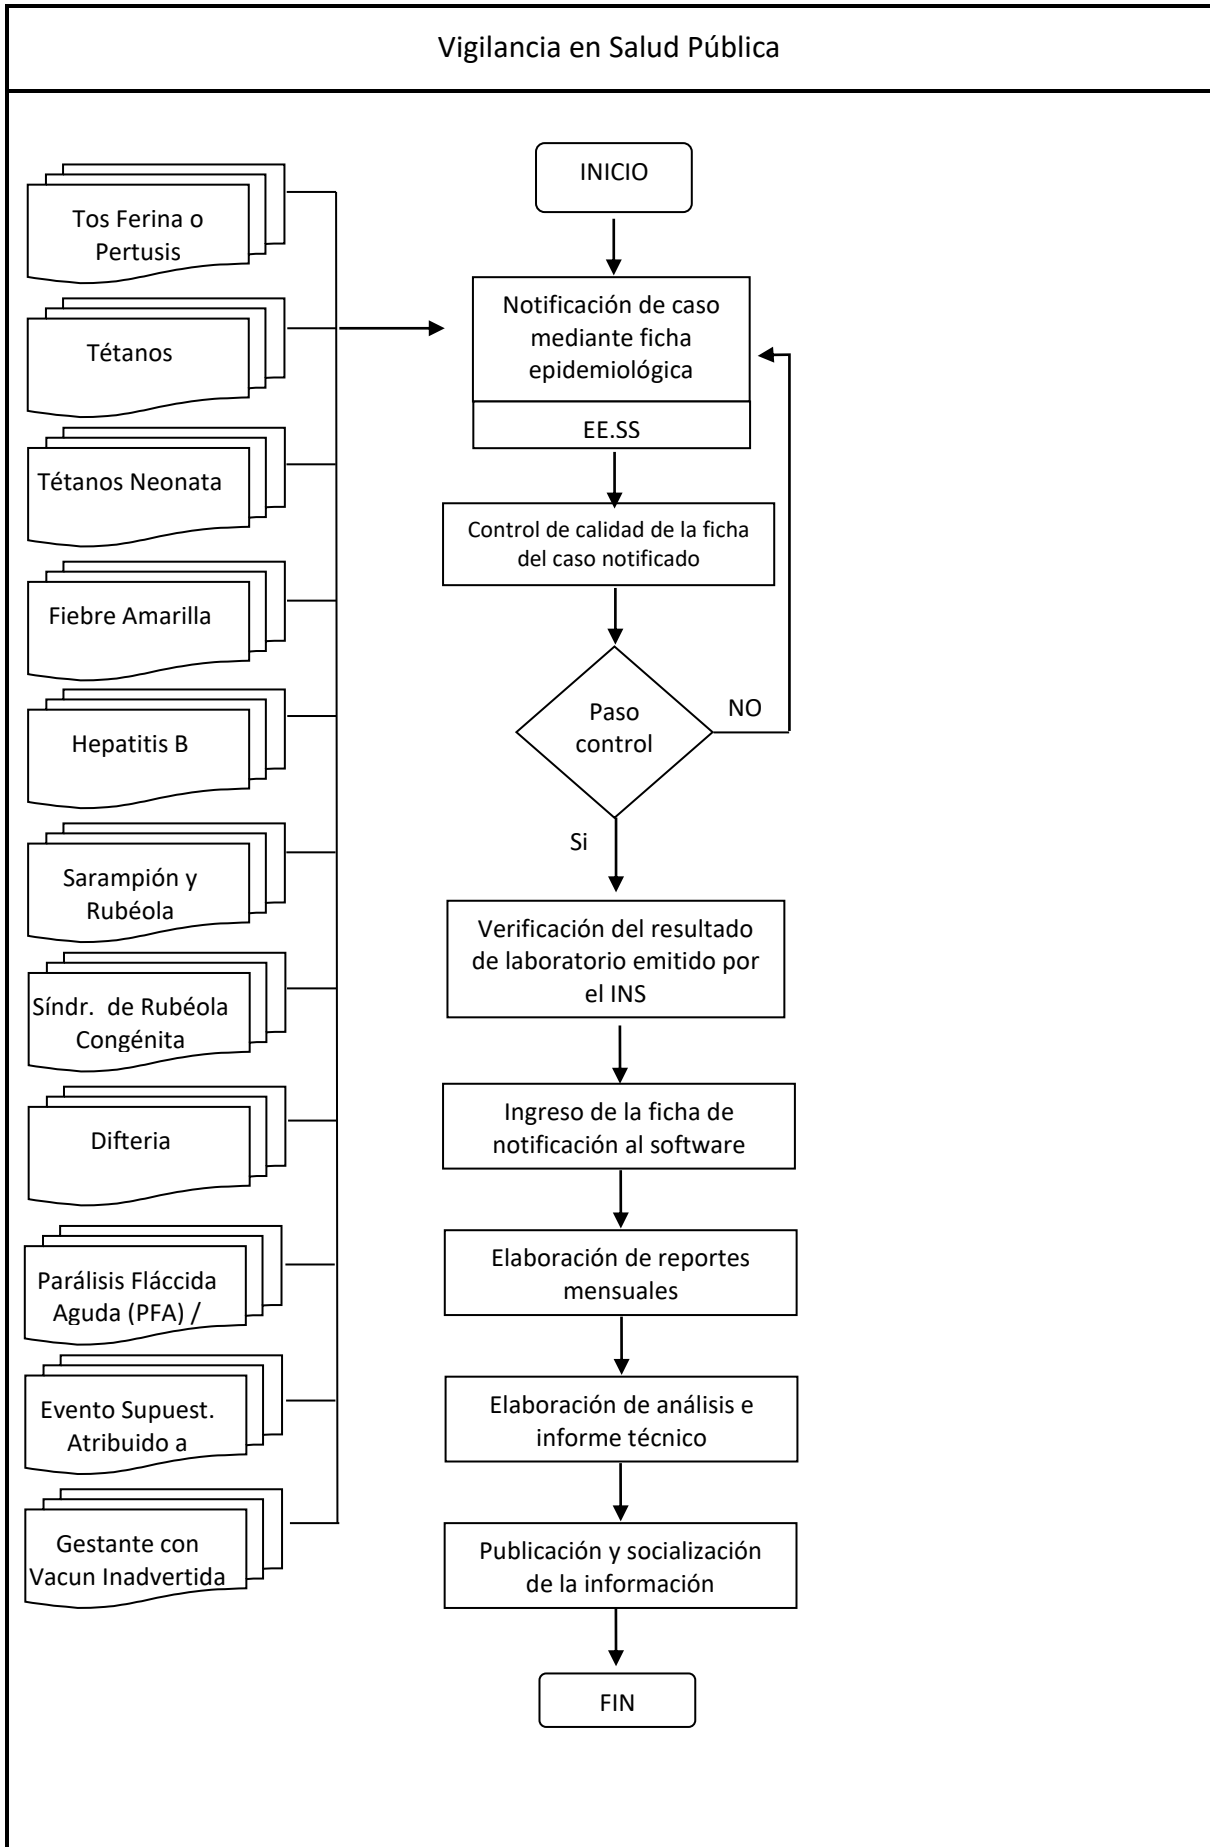 Vigilancia en Salud Pública
Tos Ferina o
Pertusis
Tétanos
Tétanos Neonata
Fiebre Amarilla
Hepatitis B
Sarampión y
Rubéola
Síndr. de Rubéola
Congénita
Difteria
Parálisis Fláccida
Aguda (PFA) /
Evento Supuest.
Atribuido a
Gestante con
Vacun Inadvertida
INICIO
Notificación de caso
mediante ficha
epidemiológica
EE.SS
Control de calidad de la ficha
del caso notificado
Paso
control
NO
Si
Verificación del resultado
de laboratorio emitido por
el INS
Ingreso de la ficha de
notificación al software
Elaboración de reportes
mensuales
Elaboración de análisis e
informe técnico
Publicación y socialización
de la información
FIN